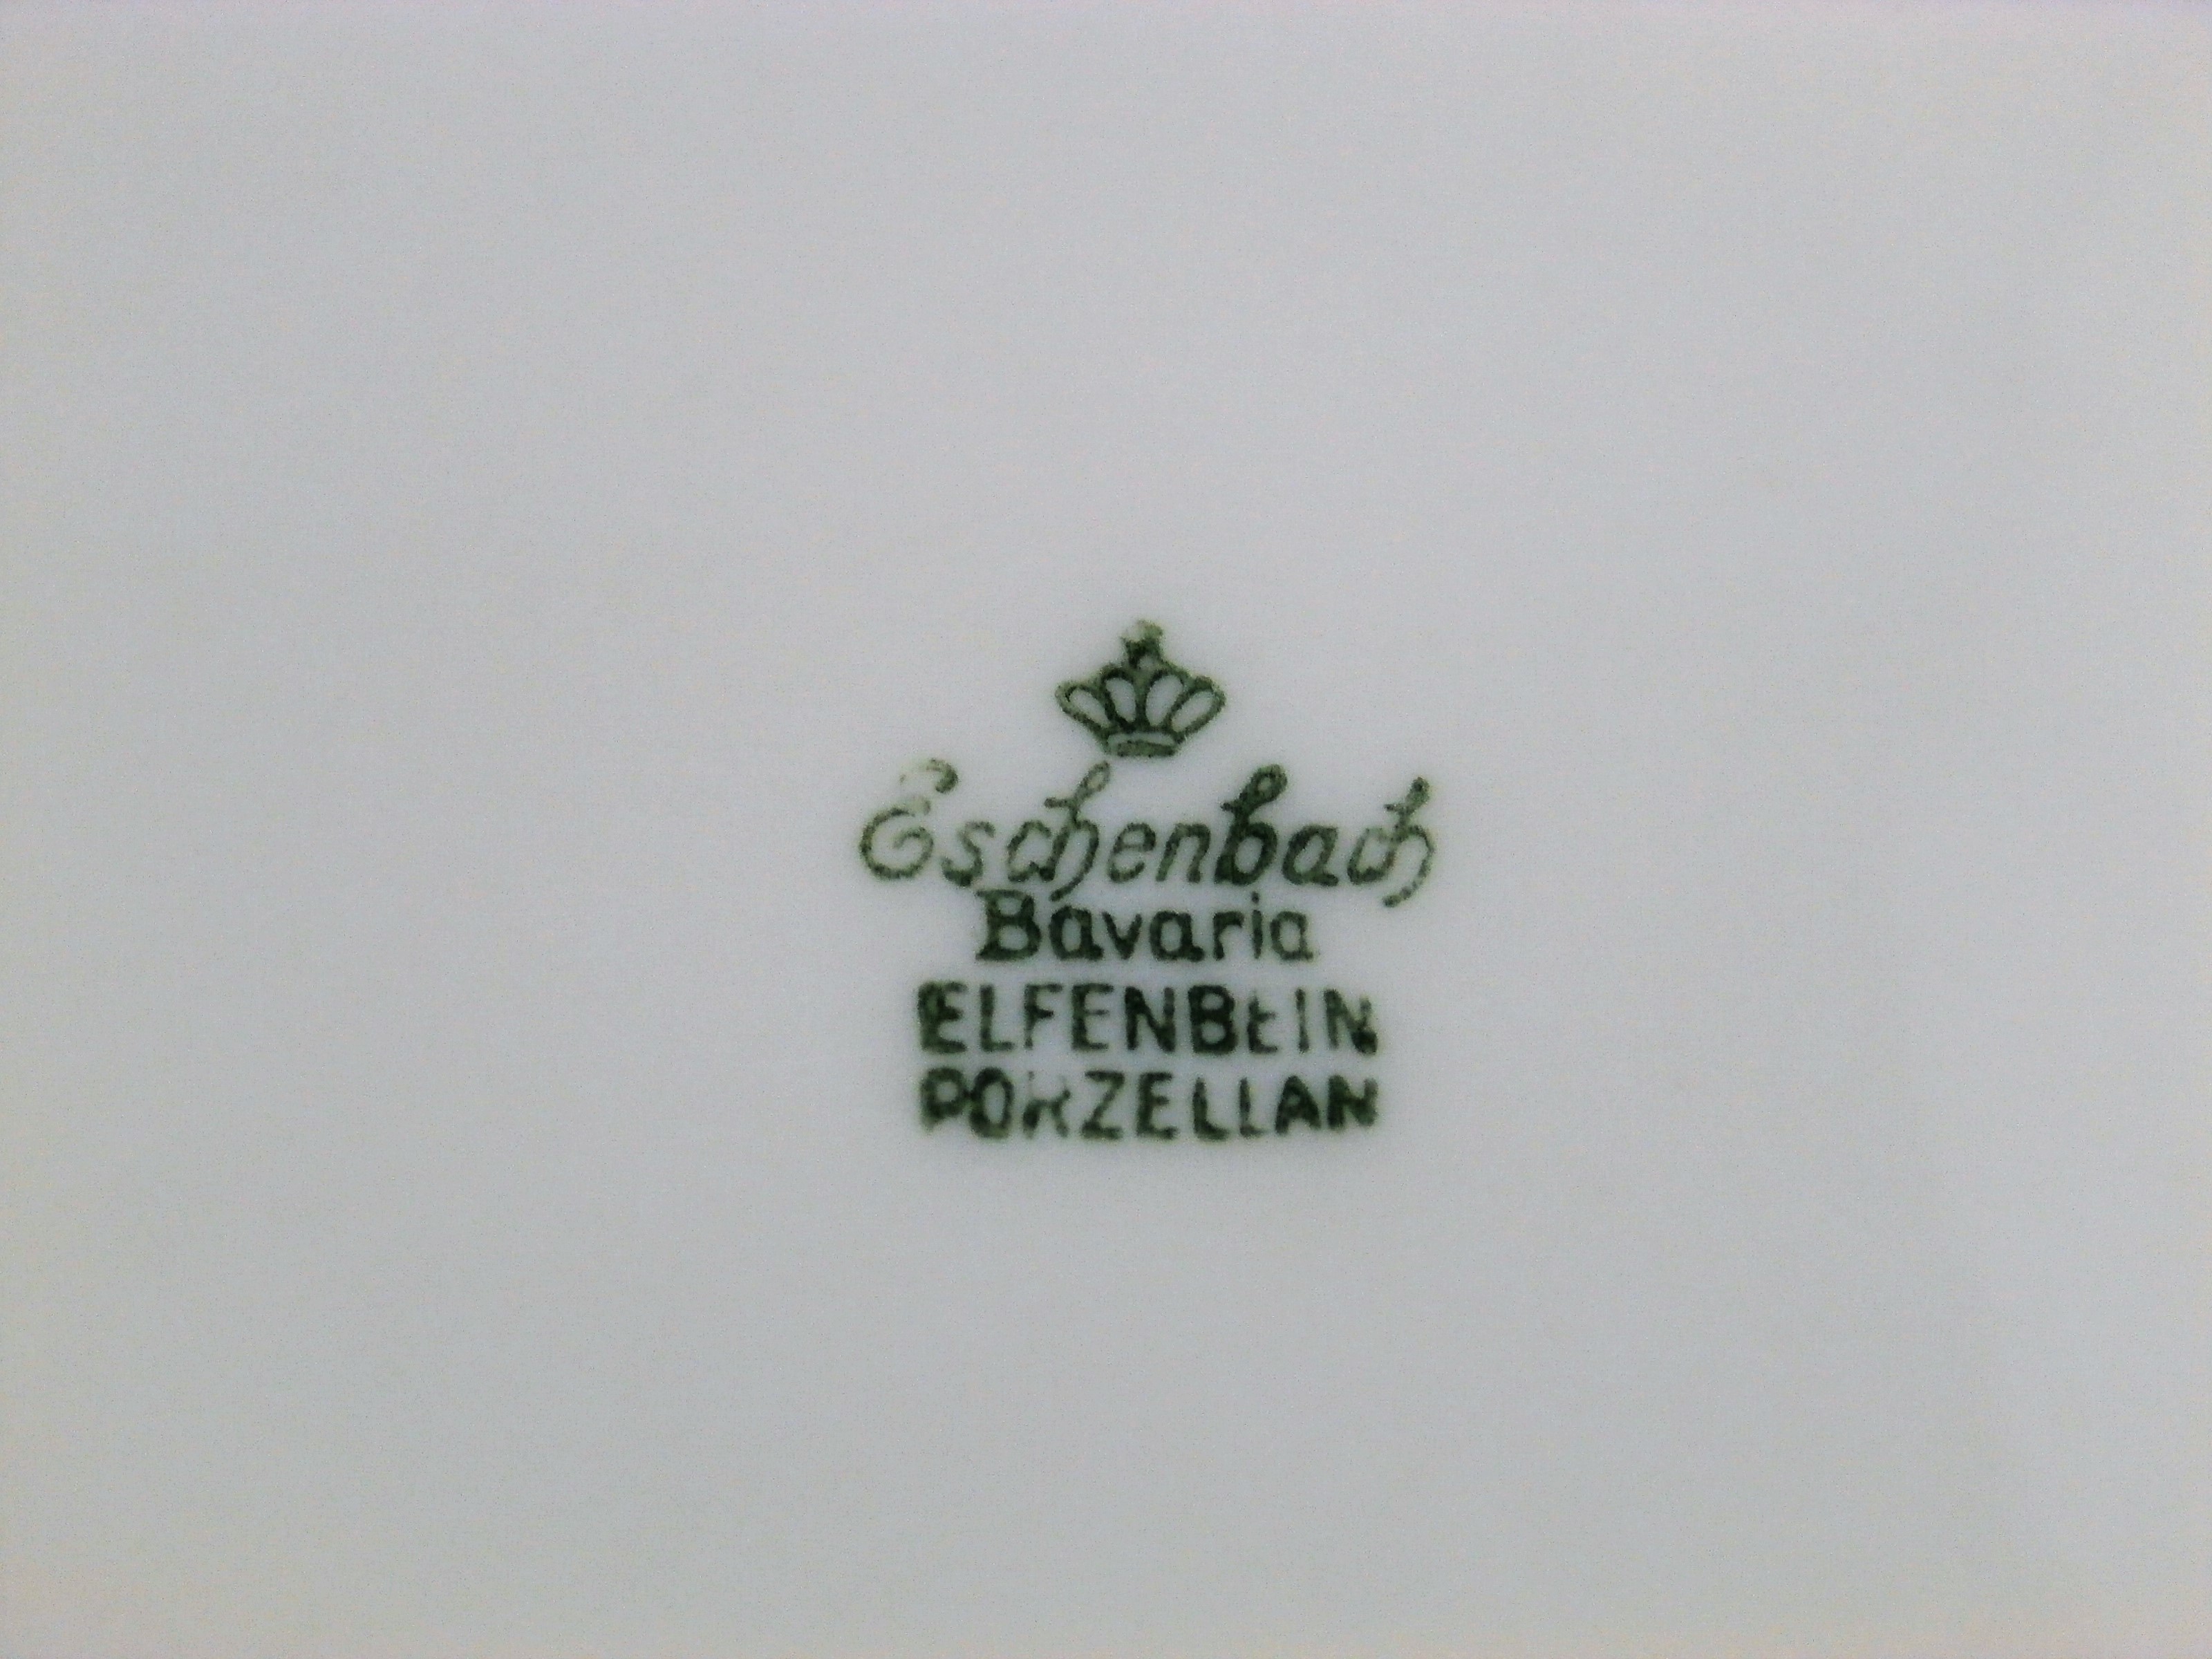 Eschenbach
Bavaria
ELFENBEIN
PORZELLAN